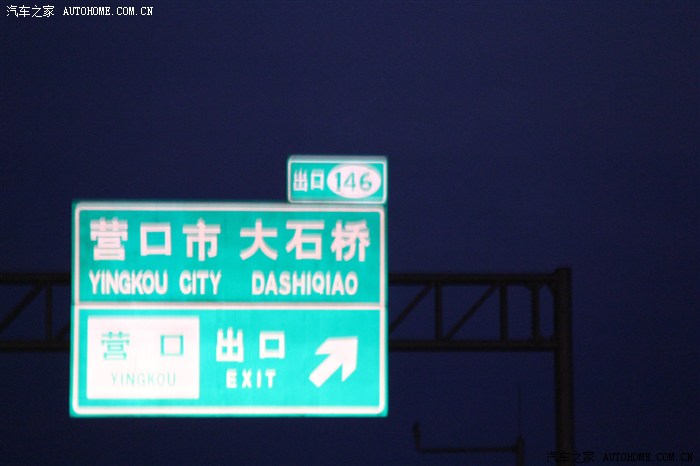 汽车之家 AUTOHOME.COM.CN
出口 146
营口市 大石桥
YINGKOU CITY DASHIQIAO
营口 出口
YINGKOU EXIT
汽车之家 AUTOHOME.COM.CN